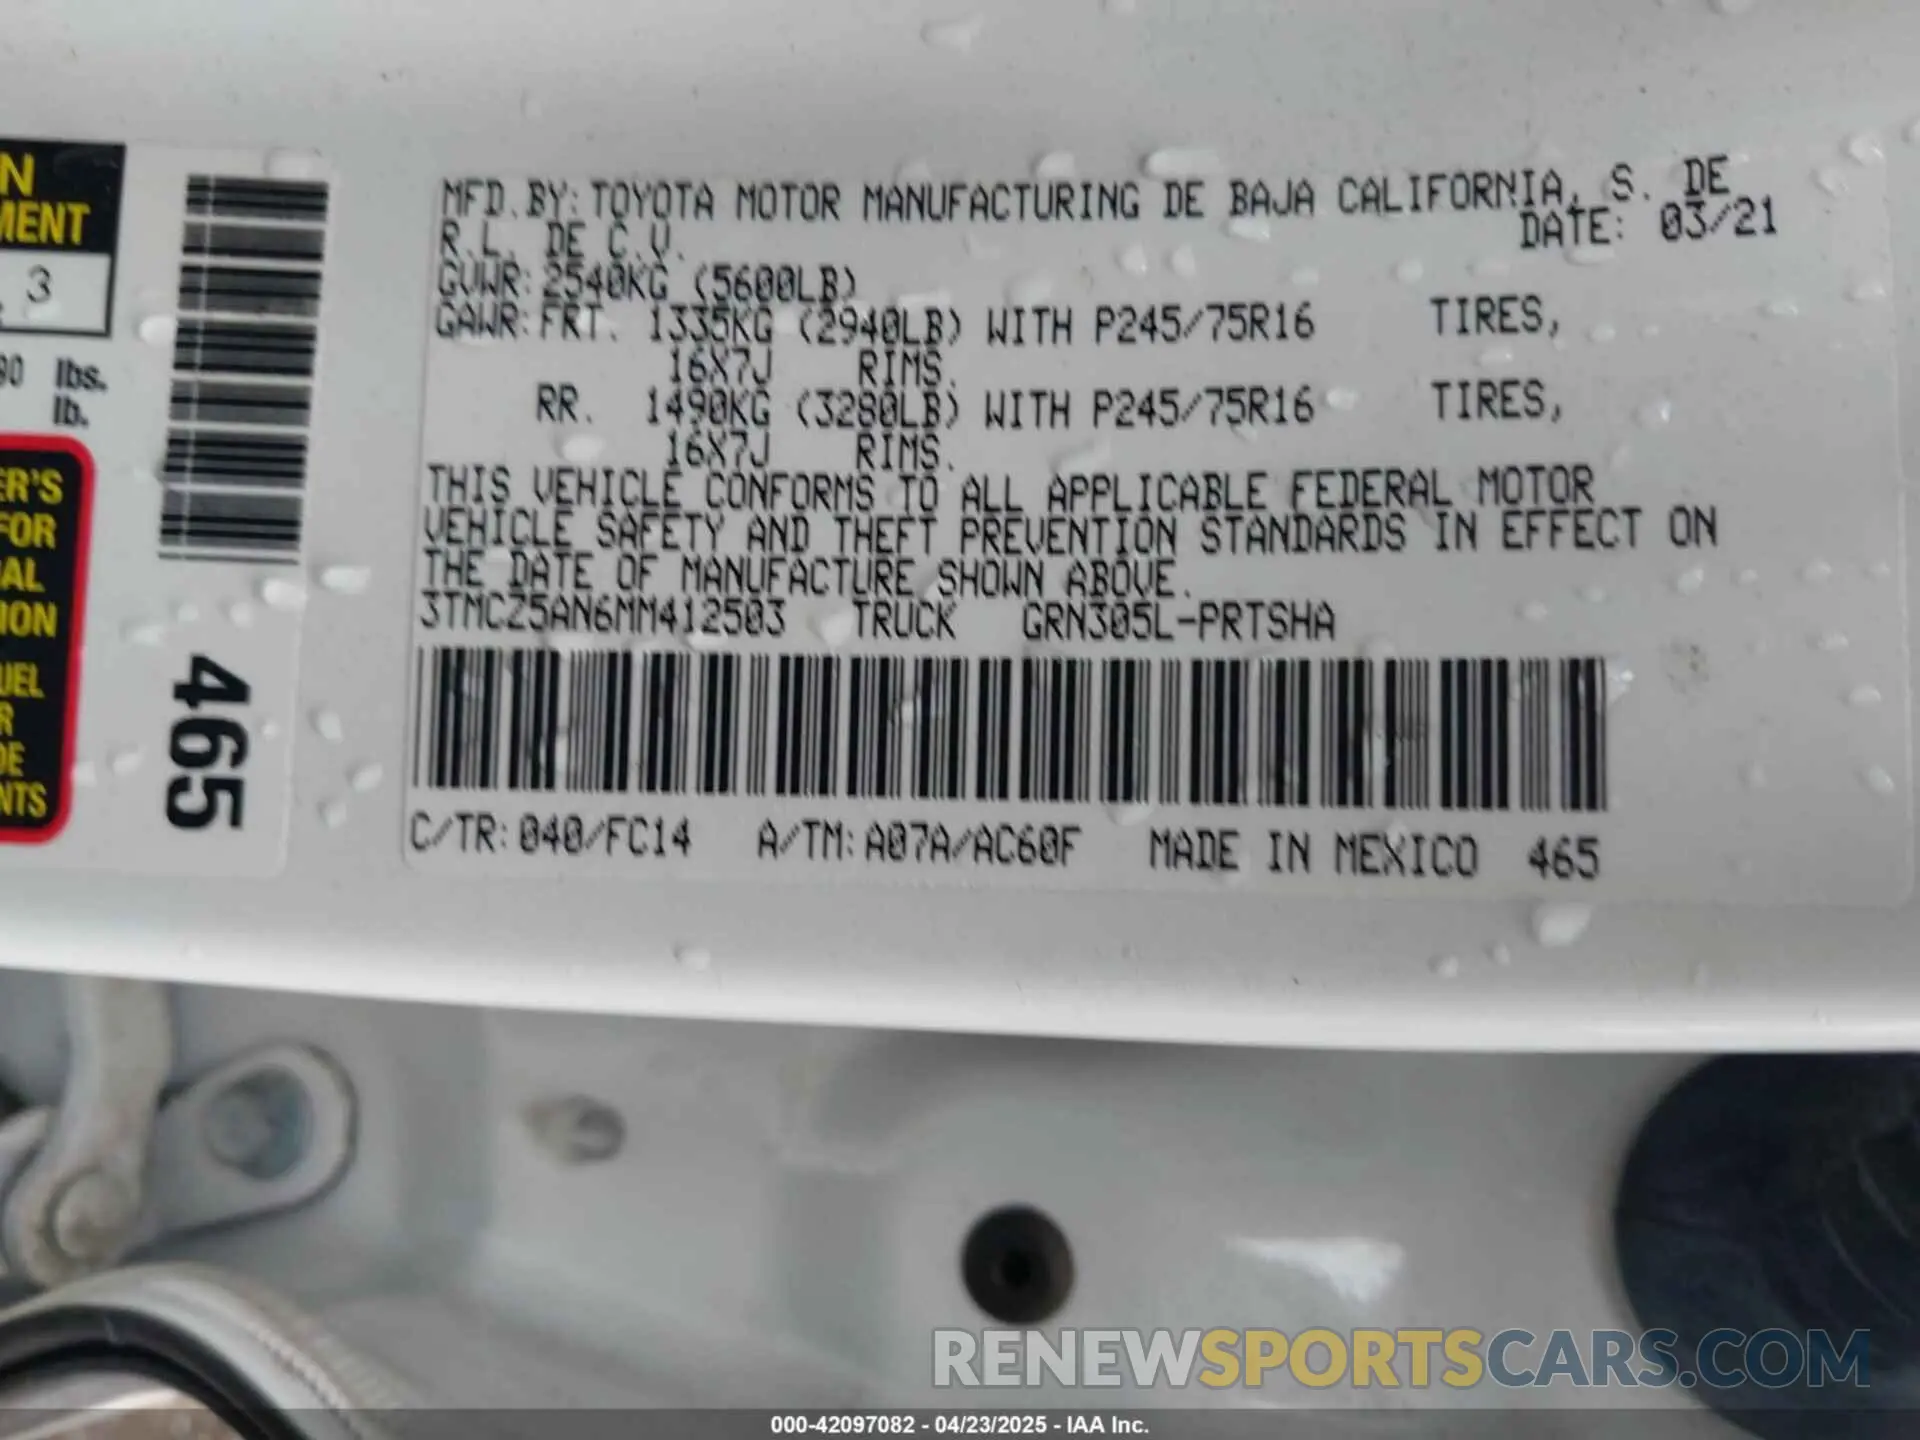 N
MENT
3
lbs.
lb.
ER'S
FOR
ION
NTS
465
MFD.BY:TOYOTA MOTOR MANUFACTURING DE BAJA CALIFORNIA, S. DE
R.L. DE C.V. DATE: 03/21
GVWR:2540KG (5600LB)
GAWR:FRT. 1335KG (2940LB) WITH P245/75R16 TIRES,
16X7J RIMS.
RR. 1490KG (3280LB) WITH P245/75R16 TIRES,
16X7J RIMS.
THIS VEHICLE CONFORMS TO ALL APPLICABLE FEDERAL MOTOR
VEHICLE SAFETY AND THEFT PREVENTION STANDARDS IN EFFECT ON
THE DATE OF MANUFACTURE SHOWN ABOVE.
3TMCZ5AN6MM412503 TRUCK GRN305L-PRTSHA
C/TR:040/FC14 A/TM:A07A/AC60F MADE IN MEXICO 465
RENEWSPORTSCARS.COM
000-42097082 - 04/23/2025 - IAA Inc.